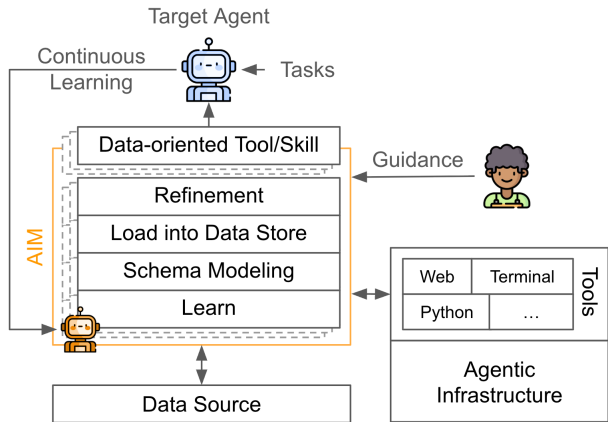 Target Agent
Continuous
Learning
Tasks
Data-oriented Tool/Skill
Guidance
Refinement
Load into Data Store
Schema Modeling
Learn
AIM
Web
Terminal
Python
...
Tools
Agentic
Infrastructure
Data Source